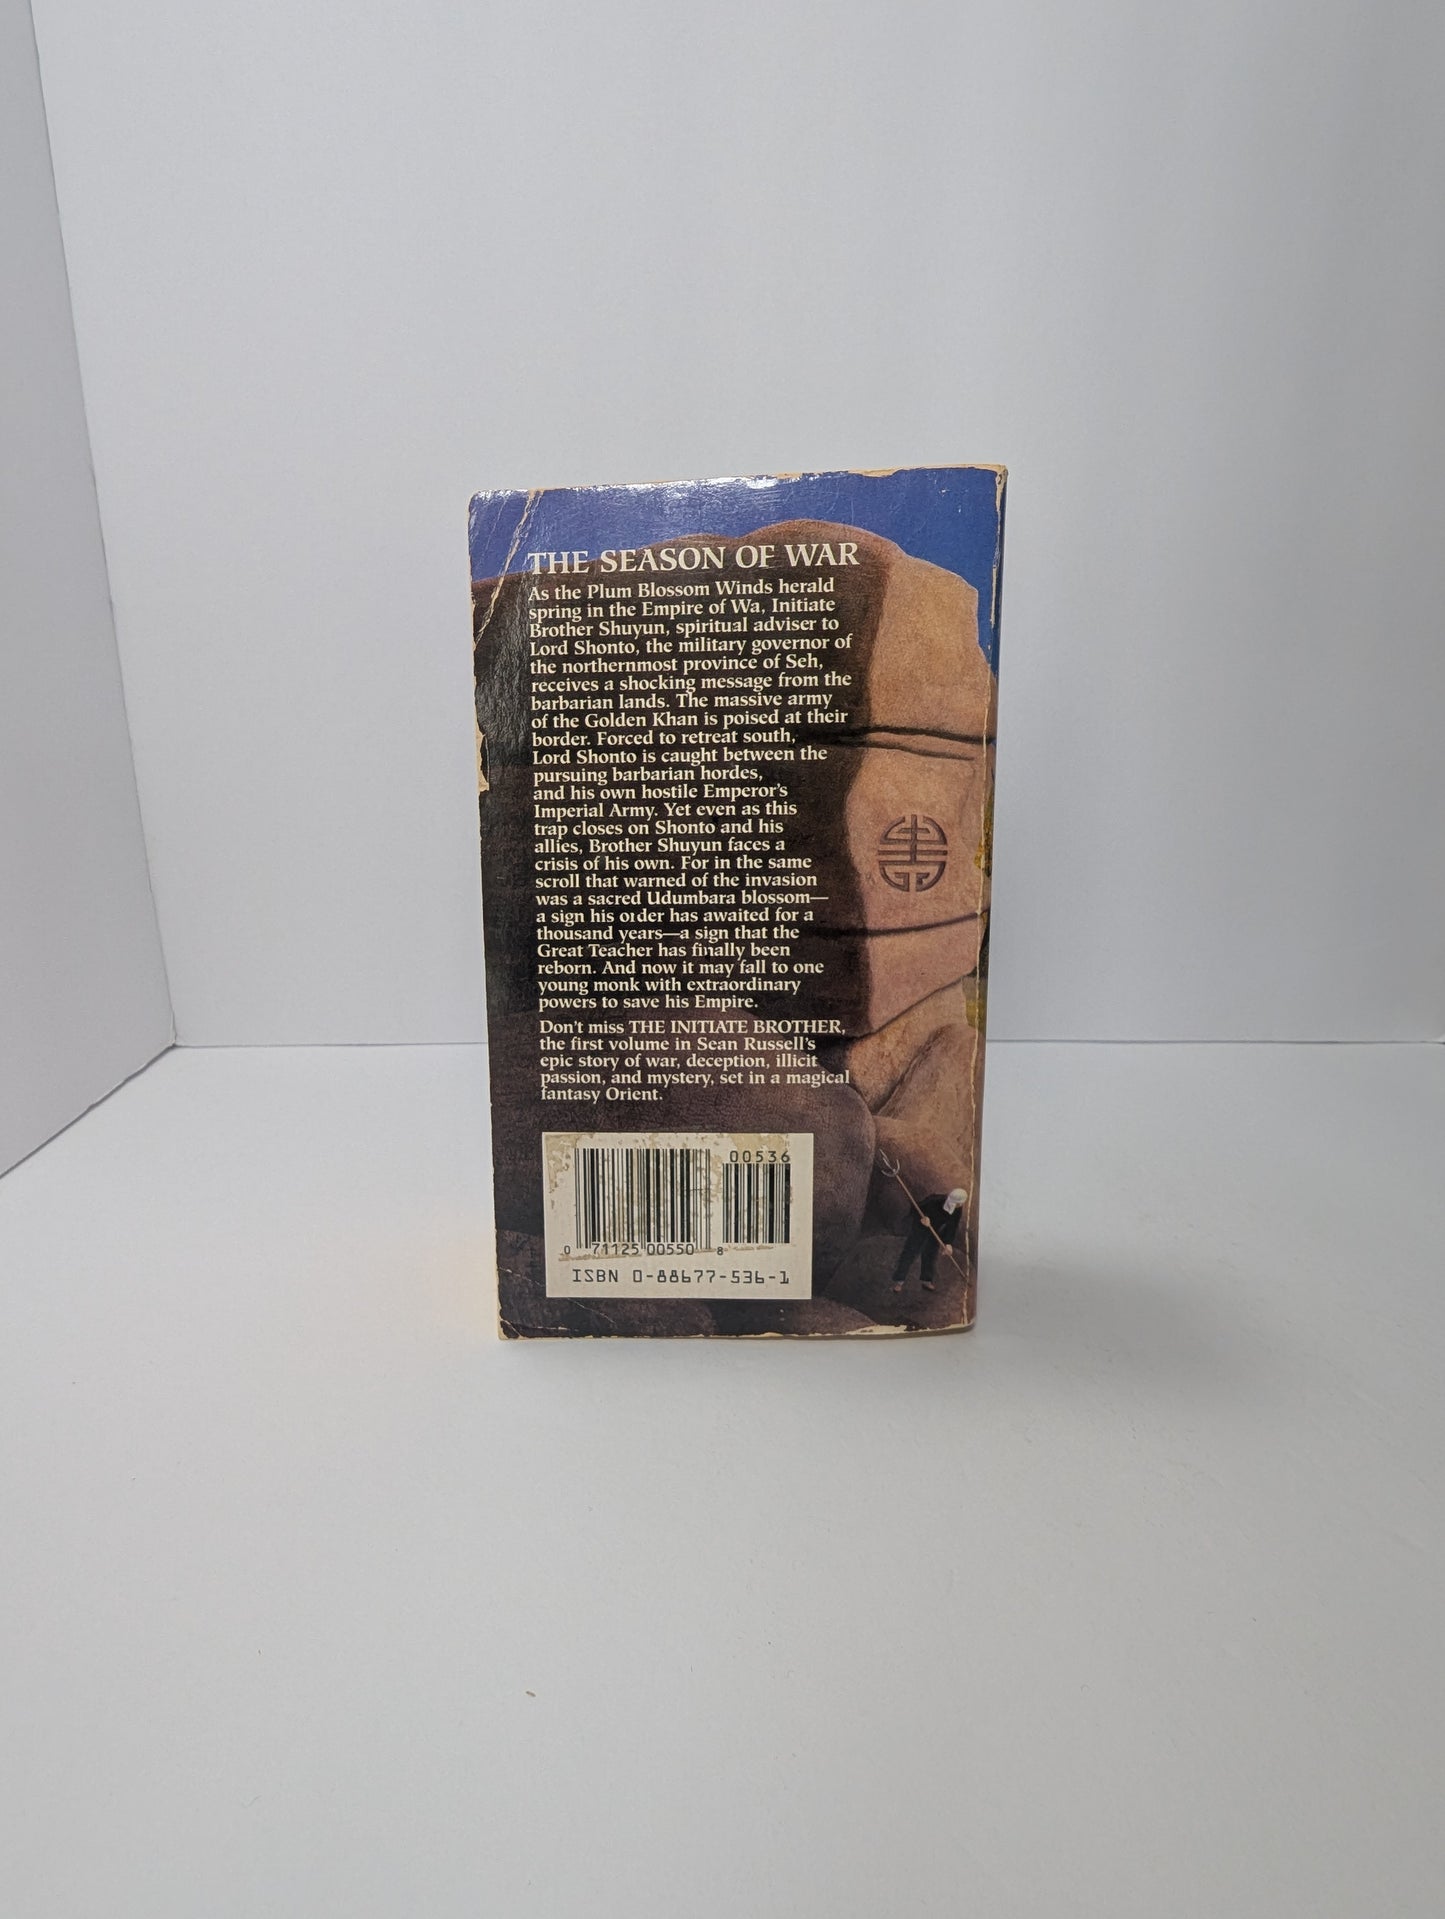 THE SEASON OF WAR
As the Plum Blossom Winds herald
spring in the Empire of Wa, Initiate
Brother Shuyun, spiritual adviser to
Lord Shonto, the military governor of
the northernmost province of Seh,
receives a shocking message from the
barbarian lands. The massive army
of the Golden Khan is poised at their
border. Forced to retreat south,
Lord Shonto is caught between the
pursuing barbarian hordes,
and his own hostile Emperor's
Imperial Army. Yet even as this
trap closes on Shonto and his
allies, Brother Shuyun faces a
crisis of his own. For in the same
scroll that warned of the invasion
was a sacred Udumbara blossom—
a sign his order has awaited for a
thousand years—a sign that the
Great Teacher has finally been
reborn. And now it may fall to one
young monk with extraordinary
powers to save his Empire.
Don't miss THE INITIATE BROTHER,
the first volume in Sean Russell's
epic story of war, deception, illicit
passion, and mystery, set in a magical
fantasy Orient.
00536
0 71125 00550 8
ISBN 0-88677-536-1